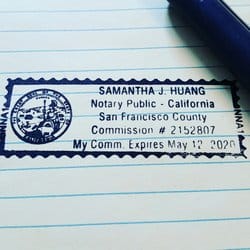 SAMANTHA J. HUANG
Notary Public - California
San Francisco County
Commission # 2152807
My Comm. Expires May 12, 2020